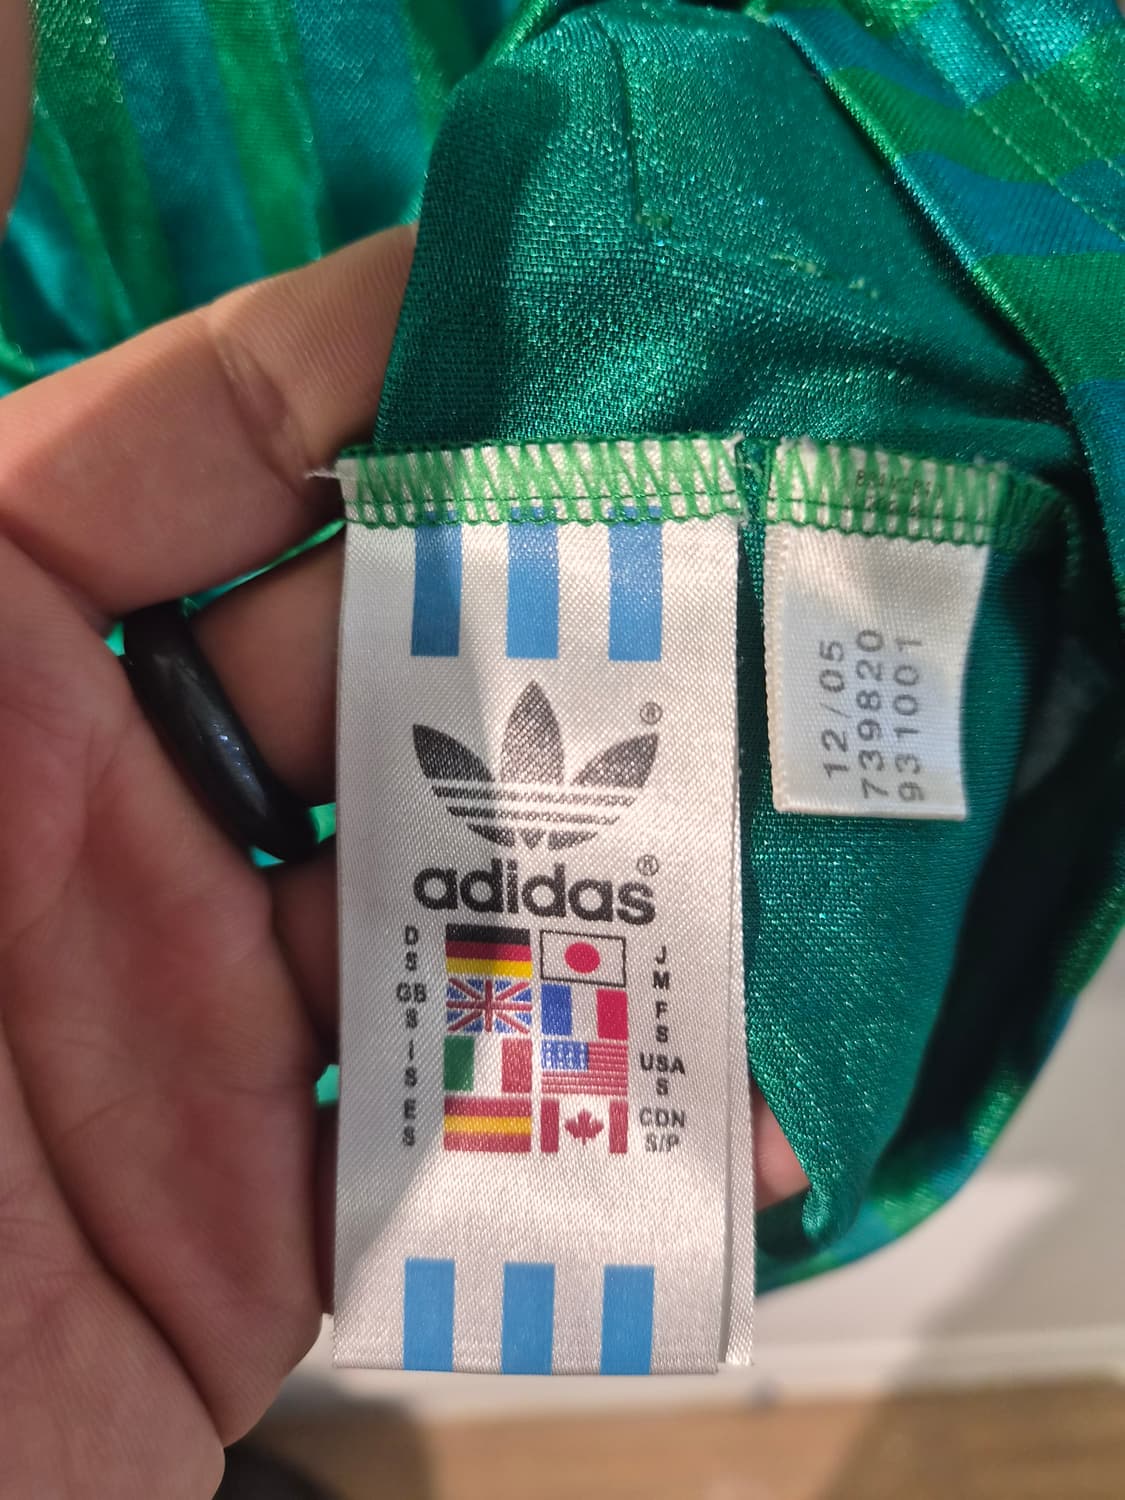 ®
adidas®
D
S
GB
S
I
S
E
S
J
M
F
S
USA
S
CDN
S/P
12/05
739820
931001